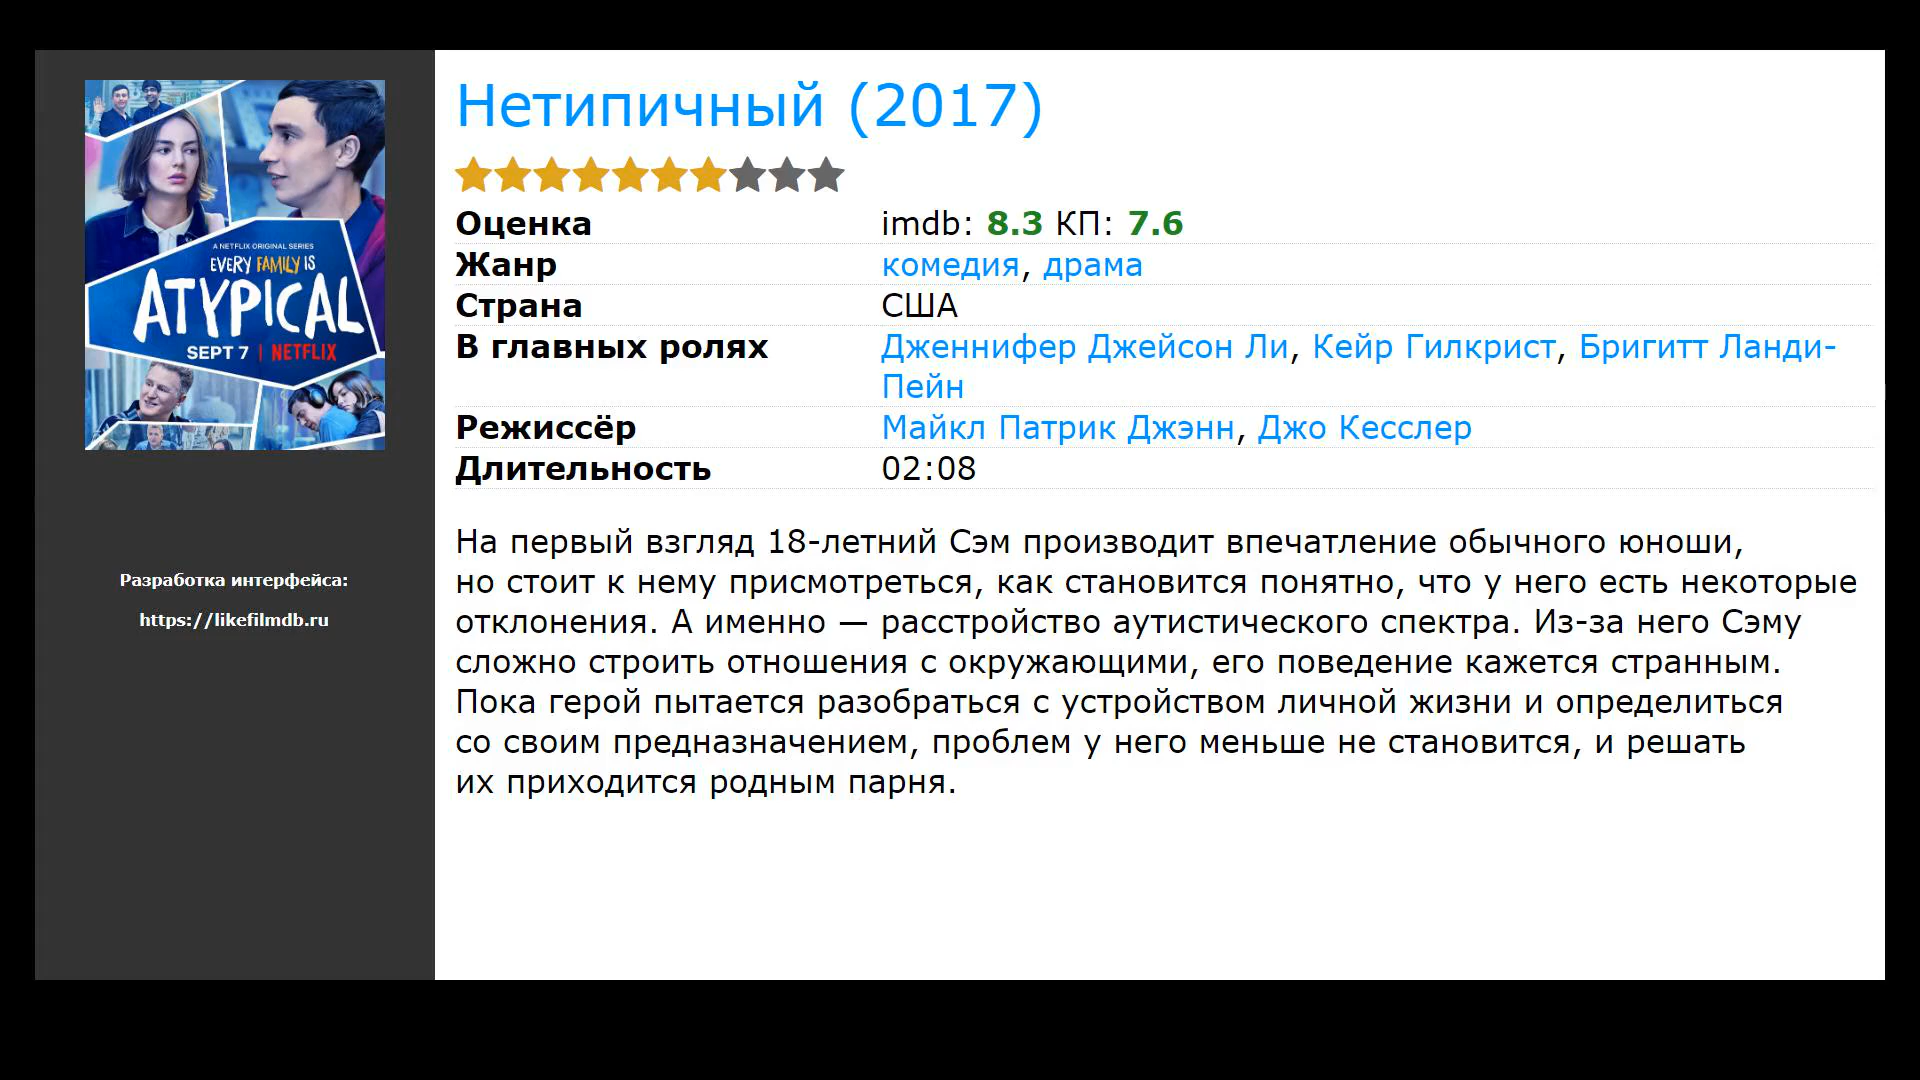 A NETFLIX ORIGINAL SERIES
EVERY FAMILY IS
ATYPICAL
SEPT 7 | NETFLIX
Разработка интерфейса:
https://likefilmdb.ru
Нетипичный (2017)
Оценка imdb: 8.3 КП: 7.6
Жанр комедия, драма
Страна США
В главных ролях Дженнифер Джейсон Ли, Кейр Гилкрист, Бригитт Ланди-
Пейн
Режиссёр Майкл Патрик Джэнн, Джо Кесслер
Длительность 02:08
На первый взгляд 18-летний Сэм производит впечатление обычного юноши,
но стоит к нему присмотреться, как становится понятно, что у него есть некоторые
отклонения. А именно — расстройство аутистического спектра. Из-за него Сэму
сложно строить отношения с окружающими, его поведение кажется странным.
Пока герой пытается разобраться с устройством личной жизни и определиться
со своим предназначением, проблем у него меньше не становится, и решать
их приходится родным парня.